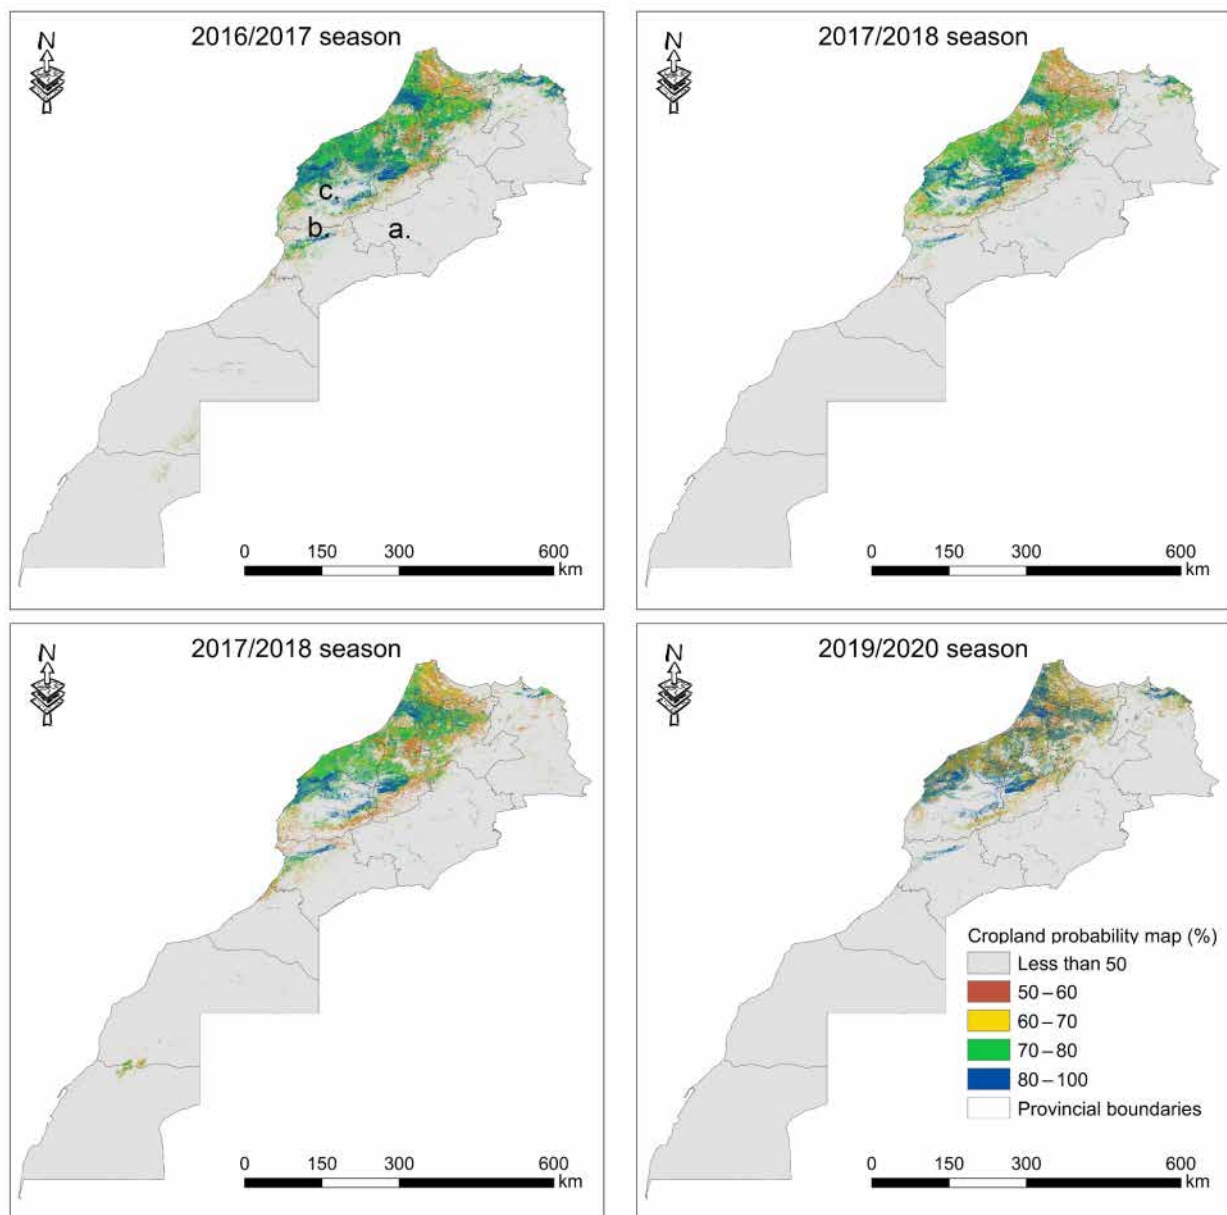 2016/2017 season
N
c.
b.
a.
0 150 300 600
km
2017/2018 season
N
0 150 300 600
km
2017/2018 season
N
0 150 300 600
km
2019/2020 season
N
Cropland probability map (%)
Less than 50
50 – 60
60 – 70
70 – 80
80 – 100
Provincial boundaries
0 150 300 600
km